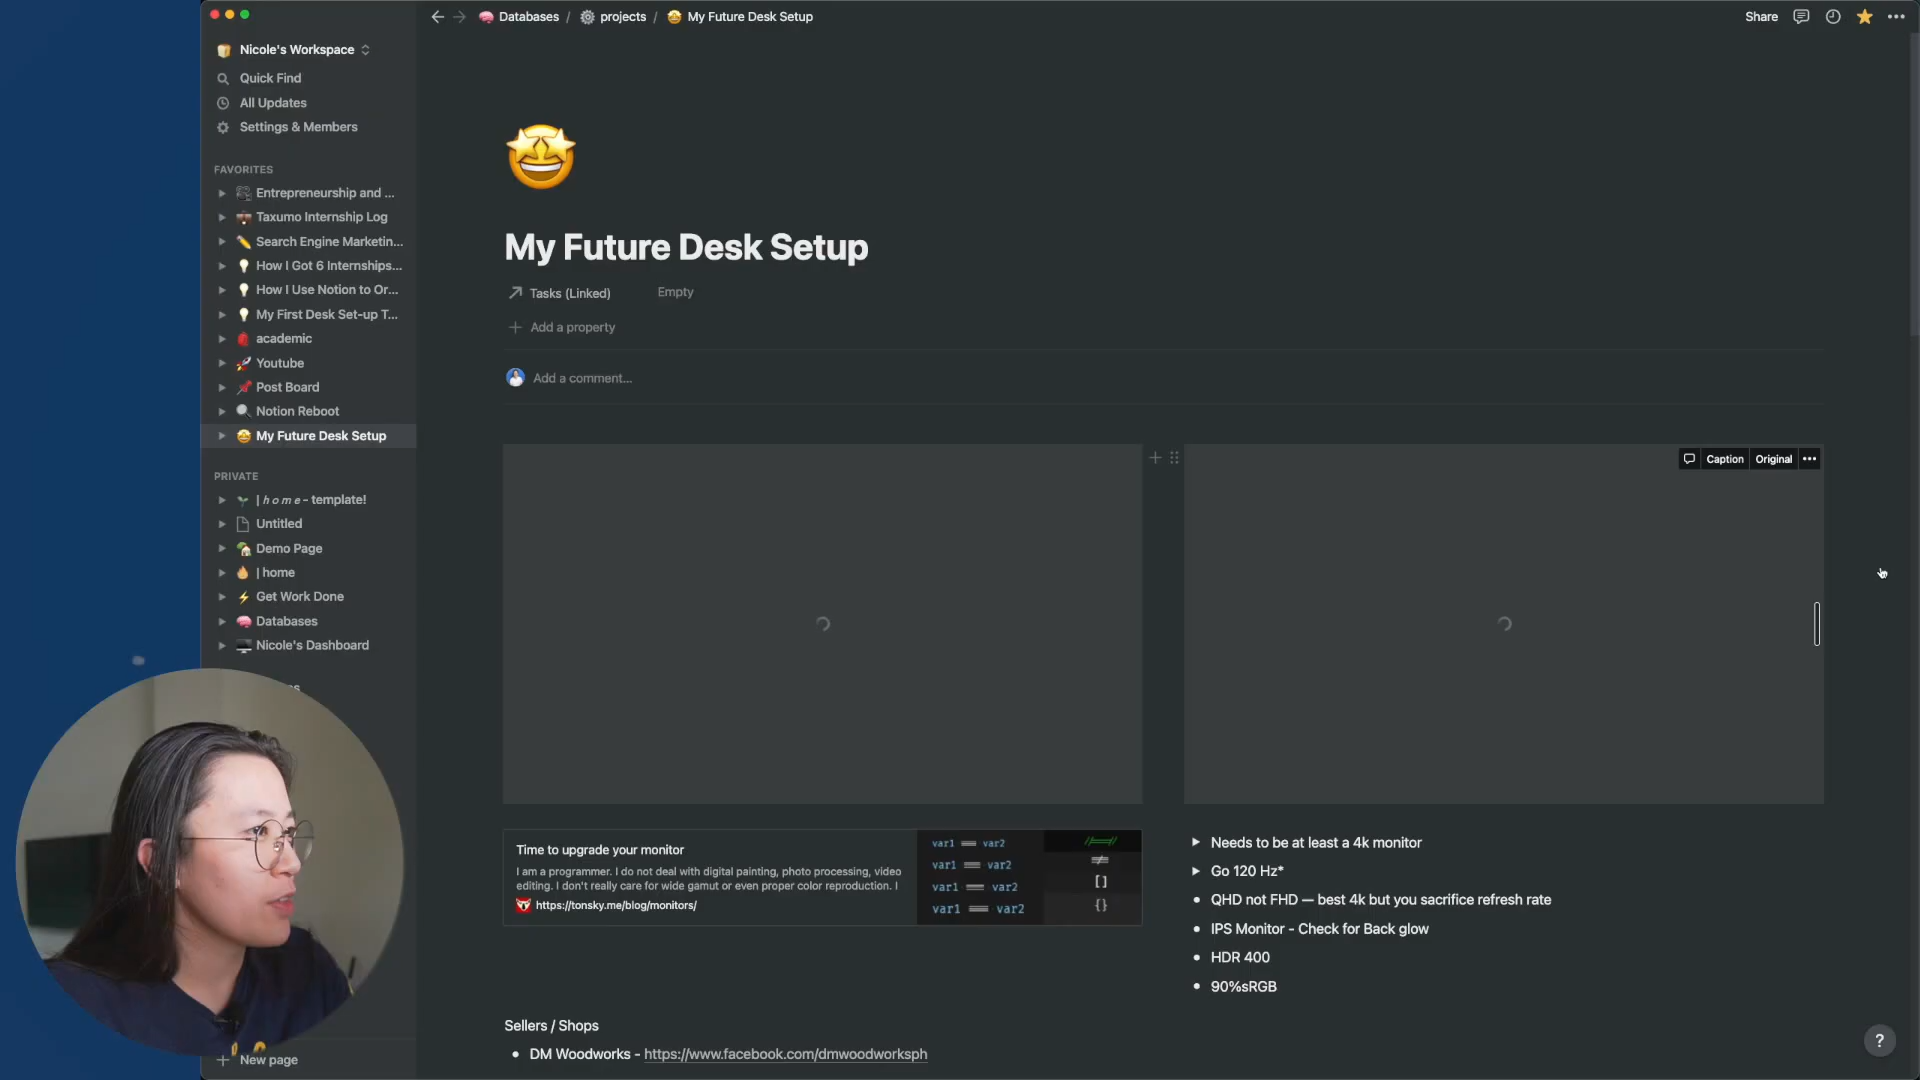 Databases / projects / My Future Desk Setup
Share
Nicole's Workspace
Quick Find
All Updates
Settings & Members
FAVORITES
Entrepreneurship and ...
Taxumo Internship Log
Search Engine Marketin...
How I Got 6 Internships...
How I Use Notion to Or...
My First Desk Set-up T...
academic
Youtube
Post Board
Notion Reboot
My Future Desk Setup
PRIVATE
| home - template!
Untitled
Demo Page
| home
Get Work Done
Databases
Nicole's Dashboard
New page
My Future Desk Setup
Tasks (Linked) Empty
Add a property
Add a comment...
Caption Original
Time to upgrade your monitor
I am a programmer. I do not deal with digital painting, photo processing, video
editing. I don't really care for wide gamut or even proper color reproduction. I
https://tonsky.me/blog/monitors/
var1 === var2
var1 === var2
var1 == var2
var1 === var2
[]
{}
Needs to be at least a 4k monitor
Go 120 Hz*
QHD not FHD — best 4k but you sacrifice refresh rate
IPS Monitor - Check for Back glow
HDR 400
90%sRGB
Sellers / Shops
DM Woodworks - https://www.facebook.com/dmwoodworksph
?